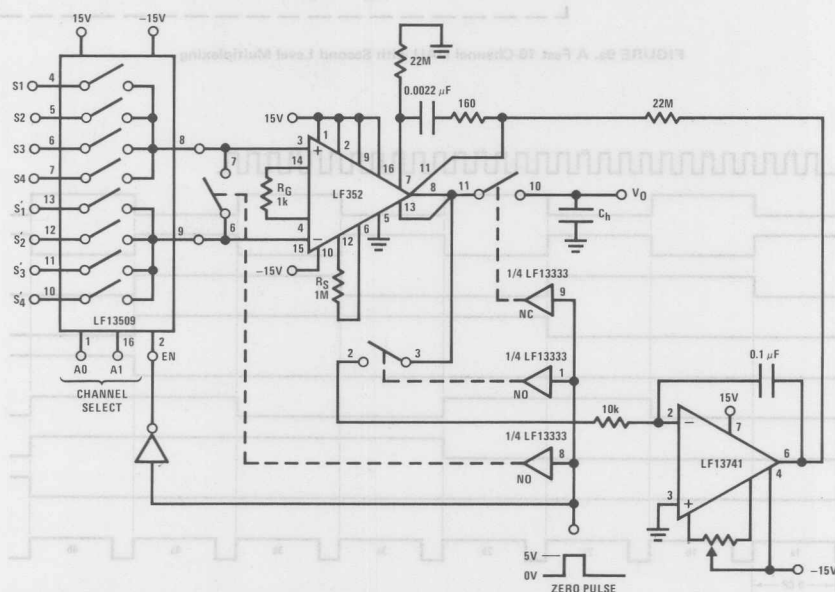 15V
-15V
S1
4
S2
5
S3
6
S4
7
S'1
13
S'2
12
S'3
11
S'4
10
8
9
LF13509
1
16
2
EN
A0
A1
CHANNEL
SELECT
7
6
22M
0.0022 µF
160
22M
15V
1
2
9
16
3
+
14
RG
1k
LF352
7
11
8
13
4
−
15
10
12
6
5
-15V
RS
1M
11
10
VO
Ch
1/4 LF13333
9
NC
2
3
1/4 LF13333
1
NO
1/4 LF13333
8
NO
10k
0.1 µF
15V
7
2
−
LF13741
6
4
3
+
-15V
5V
0V
ZERO PULSE
FIGURE 9a. A Fast 16 Channel MUX with Second Level Multiplexing